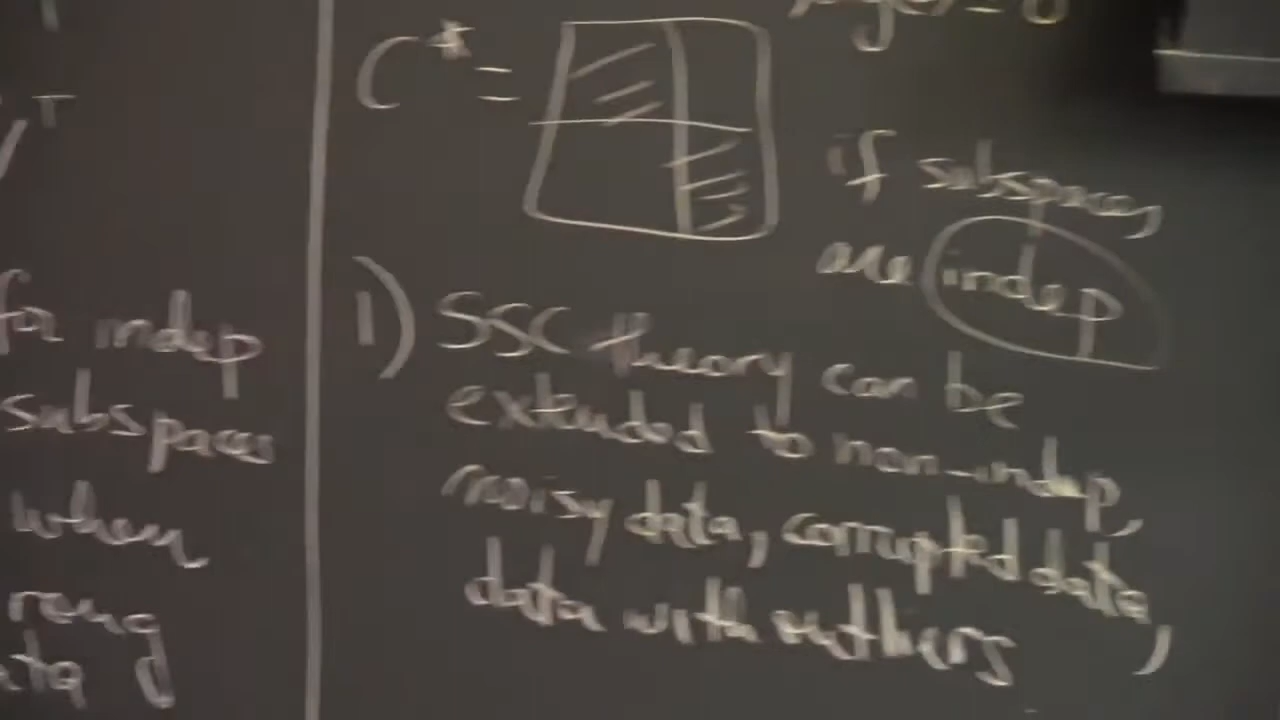 γT
for indep
subspaces
when
C* =
if subspaces
are indep
1) SSC theory can be
extended to non-indep,
noisy data, corrupted data,
data with outliers